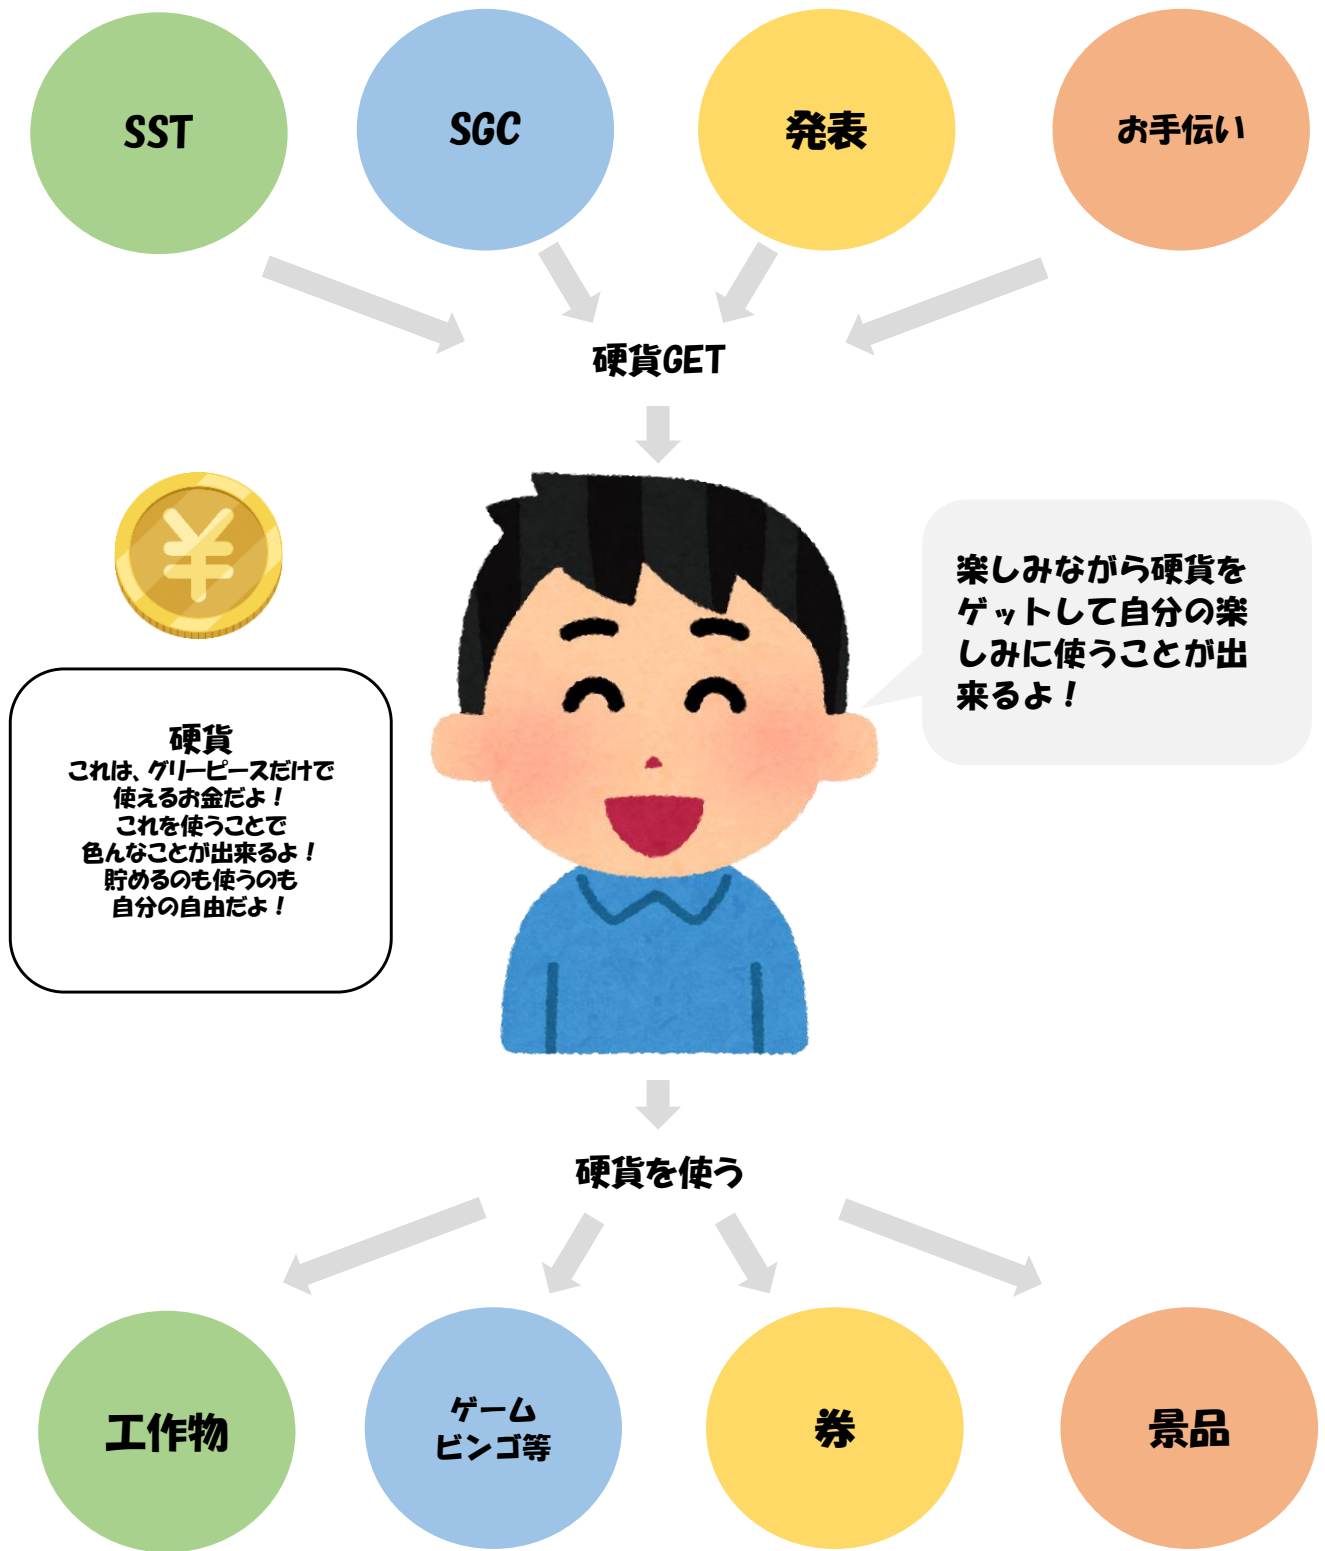 SST
SGC
発表
お手伝い
硬貨GET
楽しみながら硬貨を
ゲットして自分の楽
しみに使うことが出
来るよ！
硬貨
これは、グリーピースだけで
使えるお金だよ！
これを使うことで
色んなことが出来るよ！
貯めるのも使うのも
自分の自由だよ！
硬貨を使う
工作物
ゲーム
ビンゴ等
券
景品